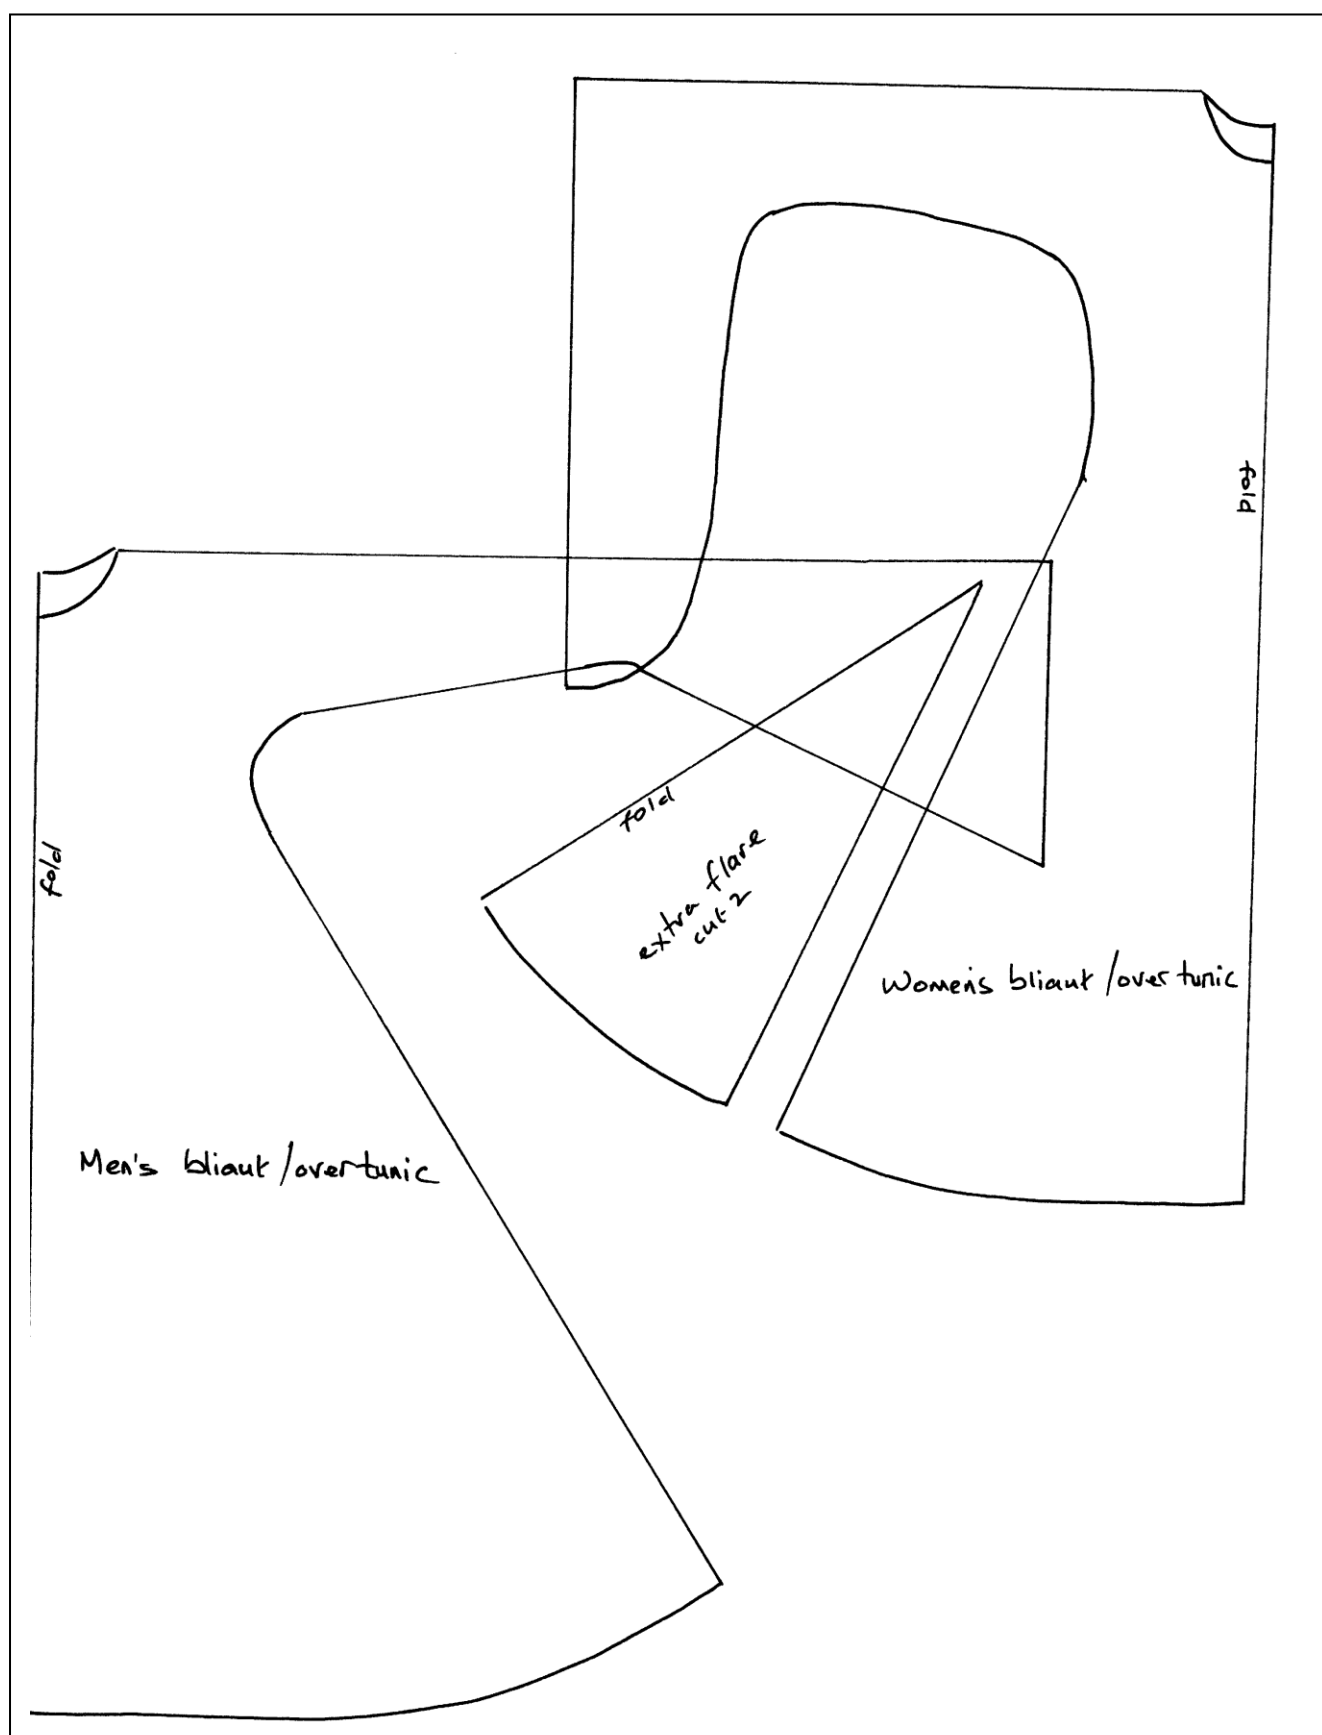 fold
fold
fold
extra flare
cut 2
Women's bliaut /overtunic
Men's bliaut /overtunic